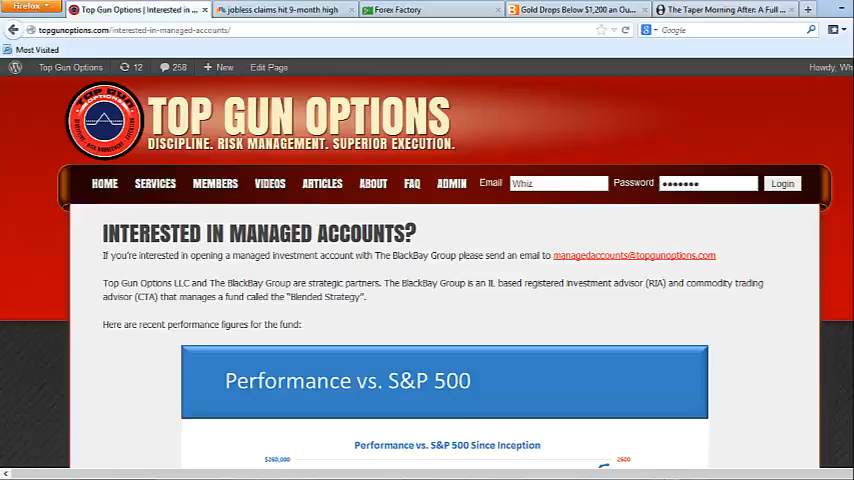 Firefox
Top Gun Options | Interested in ...
jobless claims hit 9-month high
Forex Factory
Gold Drops Below $1,200 an Ou...
The Taper Morning After: A Full ...
topgunoptions.com/interested-in-managed-accounts/
Google
Most Visited
Top Gun Options
12
258
+ New
Edit Page
Howdy, Wh
TOP GUN OPTIONS
DISCIPLINE. RISK MANAGEMENT. SUPERIOR EXECUTION.
HOME SERVICES MEMBERS VIDEOS ARTICLES ABOUT FAQ ADMIN Email Whiz Password Login
INTERESTED IN MANAGED ACCOUNTS?
If you're interested in opening a managed investment account with The BlackBay Group please send an email to managedaccounts@topgunoptions.com
Top Gun Options LLC and The BlackBay Group are strategic partners. The BlackBay Group is an IL based registered investment advisor (RIA) and commodity trading
advisor (CTA) that manages a fund called the "Blended Strategy".
Here are recent performance figures for the fund:
Performance vs. S&P 500
Performance vs. S&P 500 Since Inception
$260,000
2600